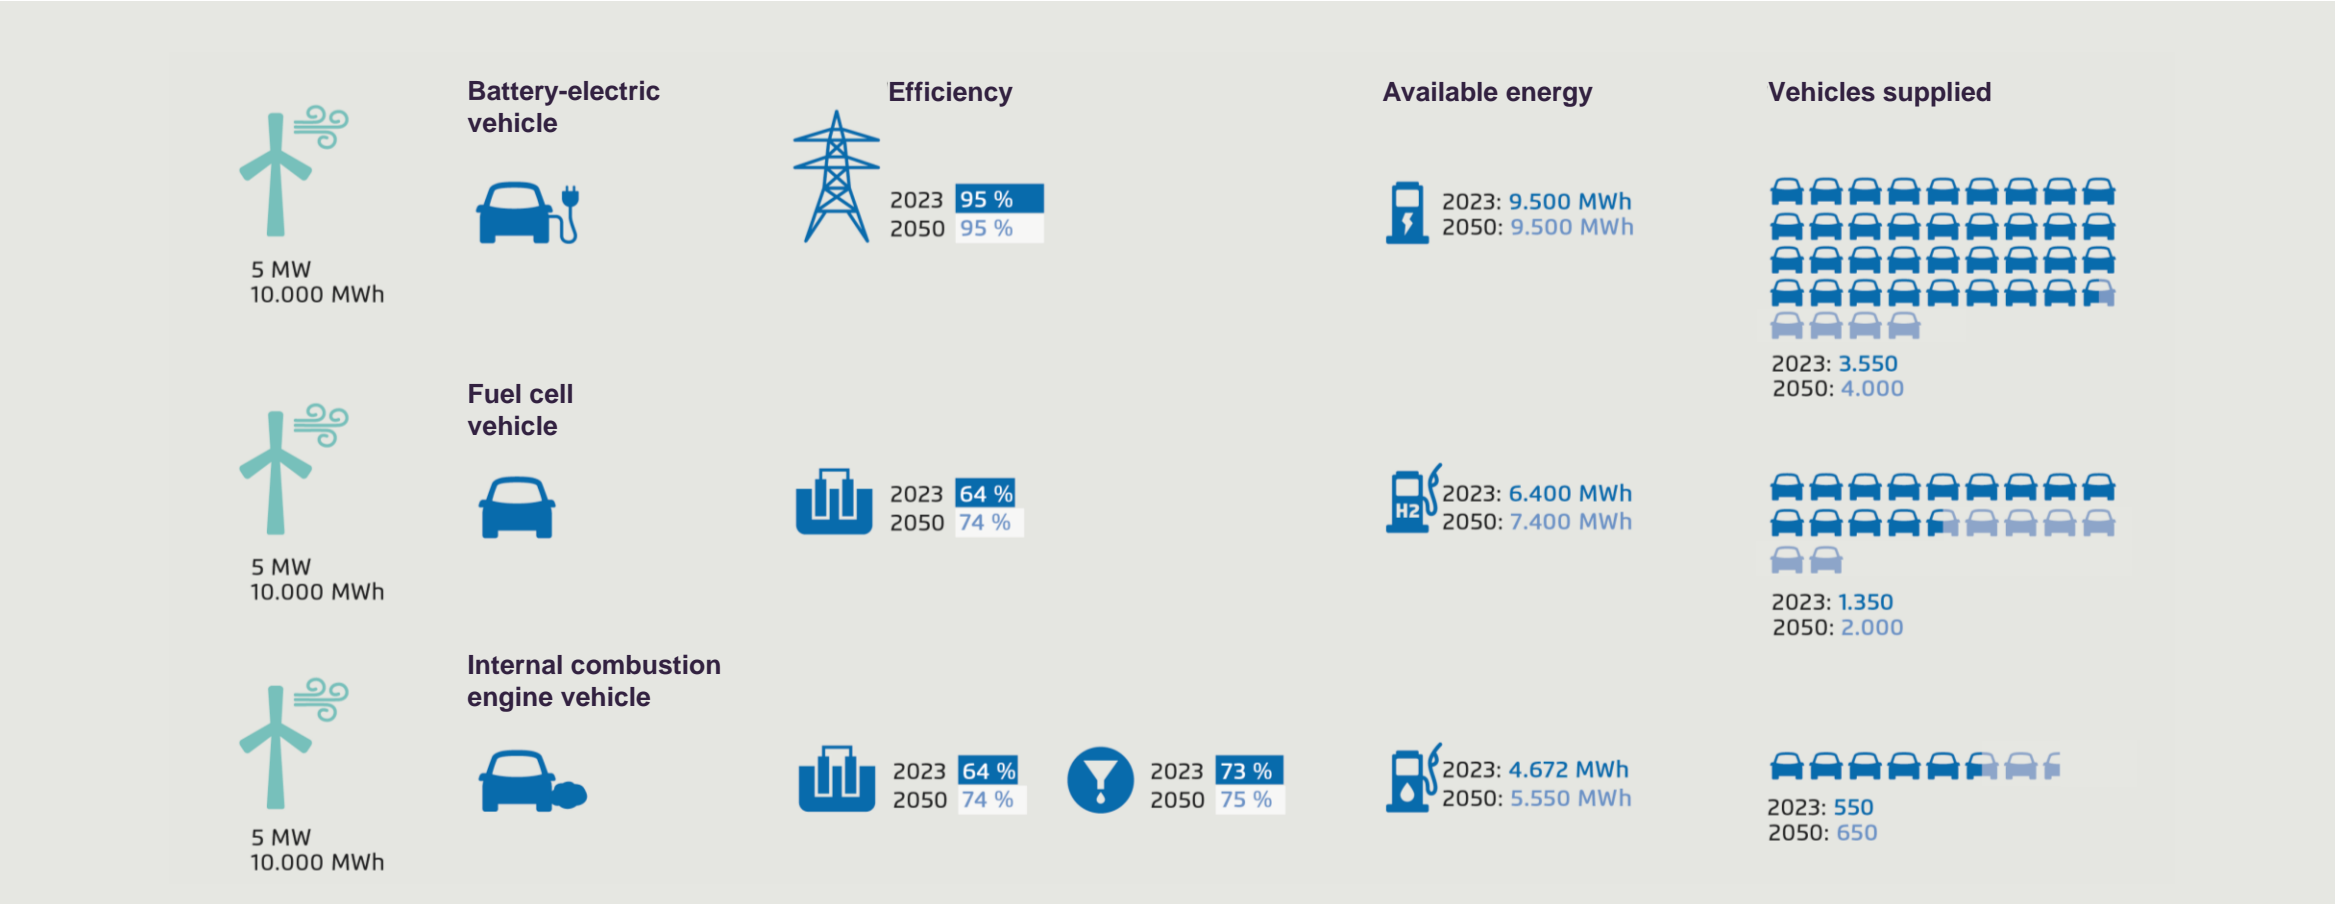 Battery-electric
vehicle
Efficiency
Available energy
Vehicles supplied
2023 95 %
2050 95 %
2023: 9.500 MWh
2050: 9.500 MWh
5 MW
10.000 MWh
2023: 3.550
2050: 4.000
Fuel cell
vehicle
2023 64 %
2050 74 %
H2
2023: 6.400 MWh
2050: 7.400 MWh
5 MW
10.000 MWh
2023: 1.350
2050: 2.000
Internal combustion
engine vehicle
2023 64 %
2050 74 %
2023 73 %
2050 75 %
2023: 4.672 MWh
2050: 5.550 MWh
5 MW
10.000 MWh
2023: 550
2050: 650